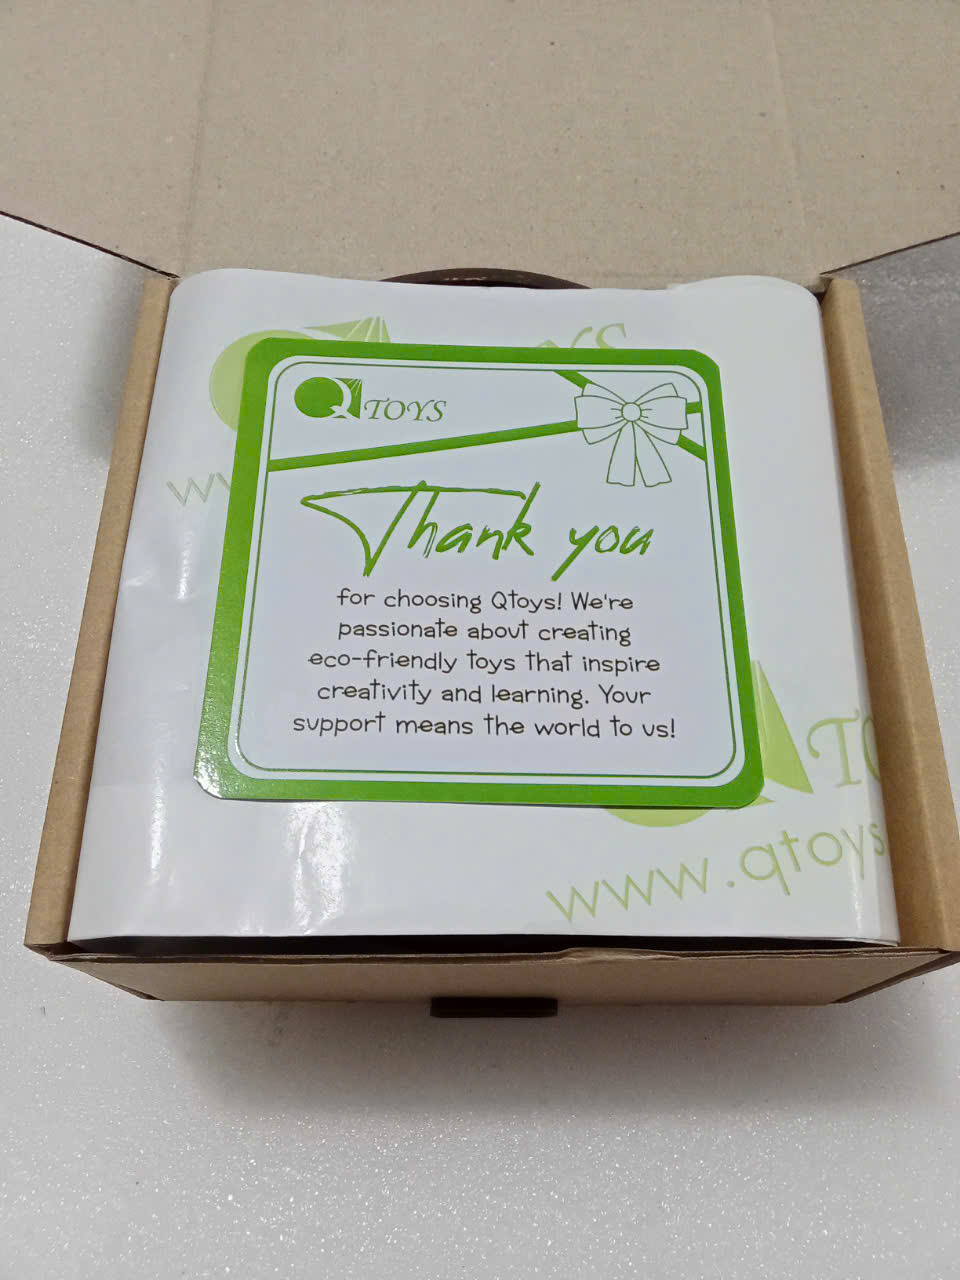 Q TOYS
Thank you
for choosing Qtoys! We're
passionate about creating
eco-friendly toys that inspire
creativity and learning. Your
support means the world to us!
www.qtoys